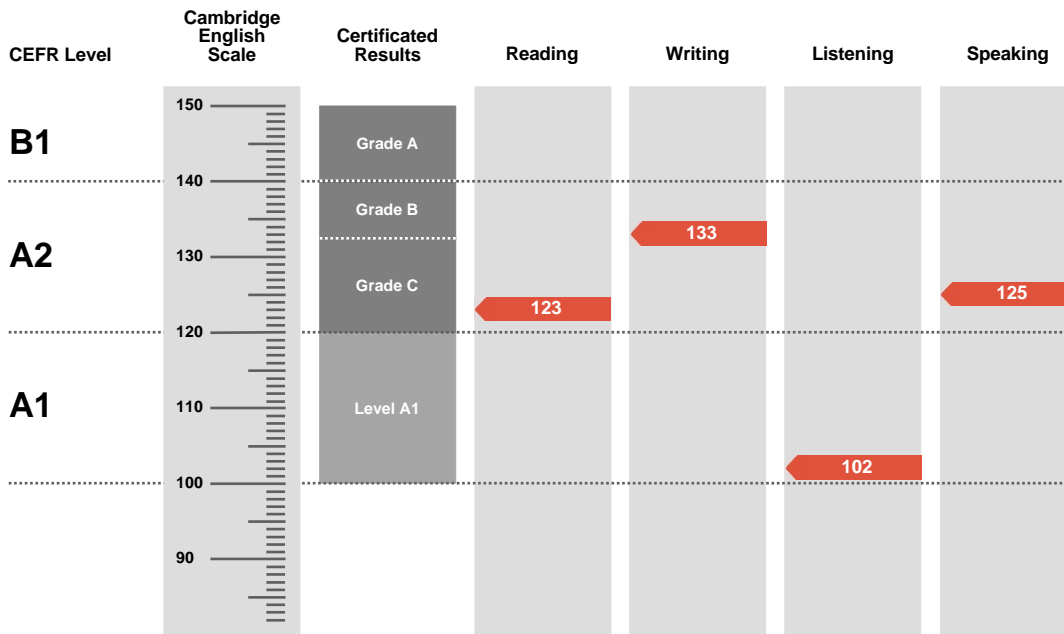 CEFR Level
Cambridge
English
Scale
Certificated
Results
Reading
Writing
Listening
Speaking
150
B1
Grade A
140
Grade B
133
A2
130
Grade C
125
123
120
A1
110
Level A1
102
100
90